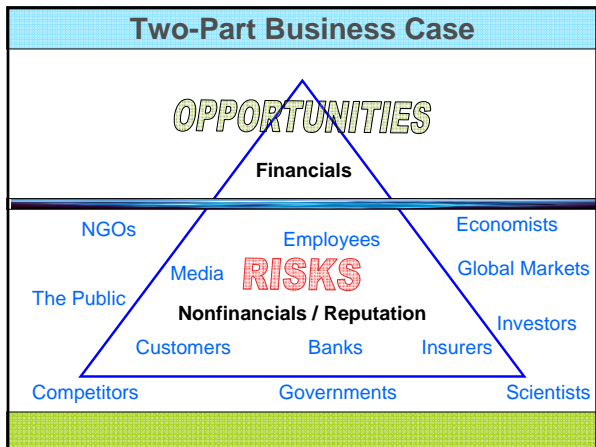 Two-Part Business Case
OPPORTUNITIES
Financials
NGOs
Employees
Economists
Media
RISKS
Global Markets
The Public
Nonfinancials / Reputation
Investors
Customers
Banks
Insurers
Competitors
Governments
Scientists